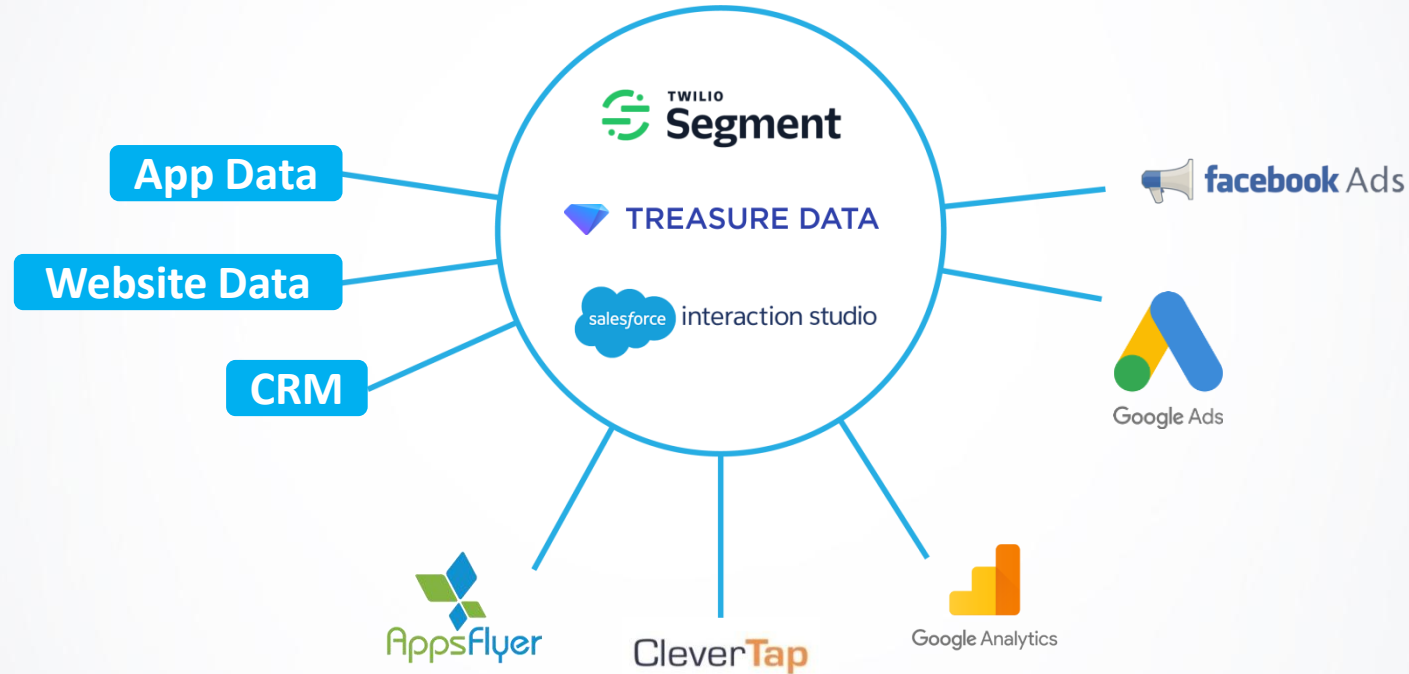 TWILIO
Segment
App Data
facebook Ads
TREASURE DATA
Website Data
salesforce interaction studio
CRM
Google Ads
AppsFlyer
CleverTap
Google Analytics